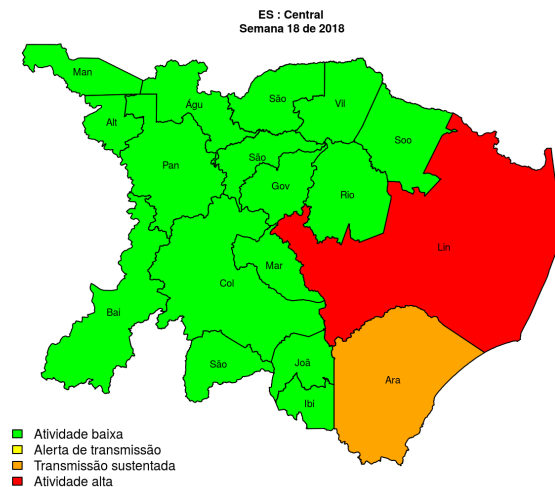 ES : Central
Semana 18 de 2018
Man
Alt
Águ
São
Vil
Soo
Pan
São
Gov
Rio
Lin
Mar
Col
Bai
São
Joã
Ibi
Ara
Atividade baixa
Alerta de transmissão
Transmissão sustentada
Atividade alta